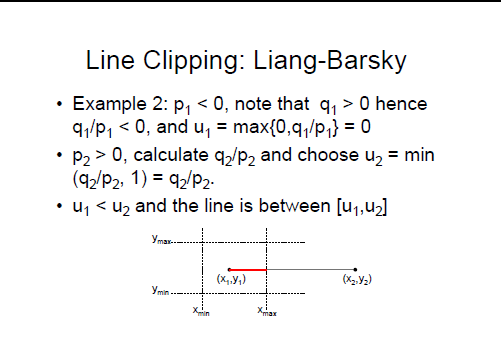 Line Clipping: Liang-Barsky
• Example 2: p₁ < 0, note that q₁ > 0 hence
q₁/p₁ < 0, and u₁ = max{0,q₁/p₁} = 0
• p₂ > 0, calculate q₂/p₂ and choose u₂ = min
(q₂/p₂, 1) = q₂/p₂.
• u₁ < u₂ and the line is between [u₁,u₂]
yₘₐₓ
(x₁,y₁) (x₂,y₂)
yₘᵢₙ
xₘᵢₙ xₘₐₓ